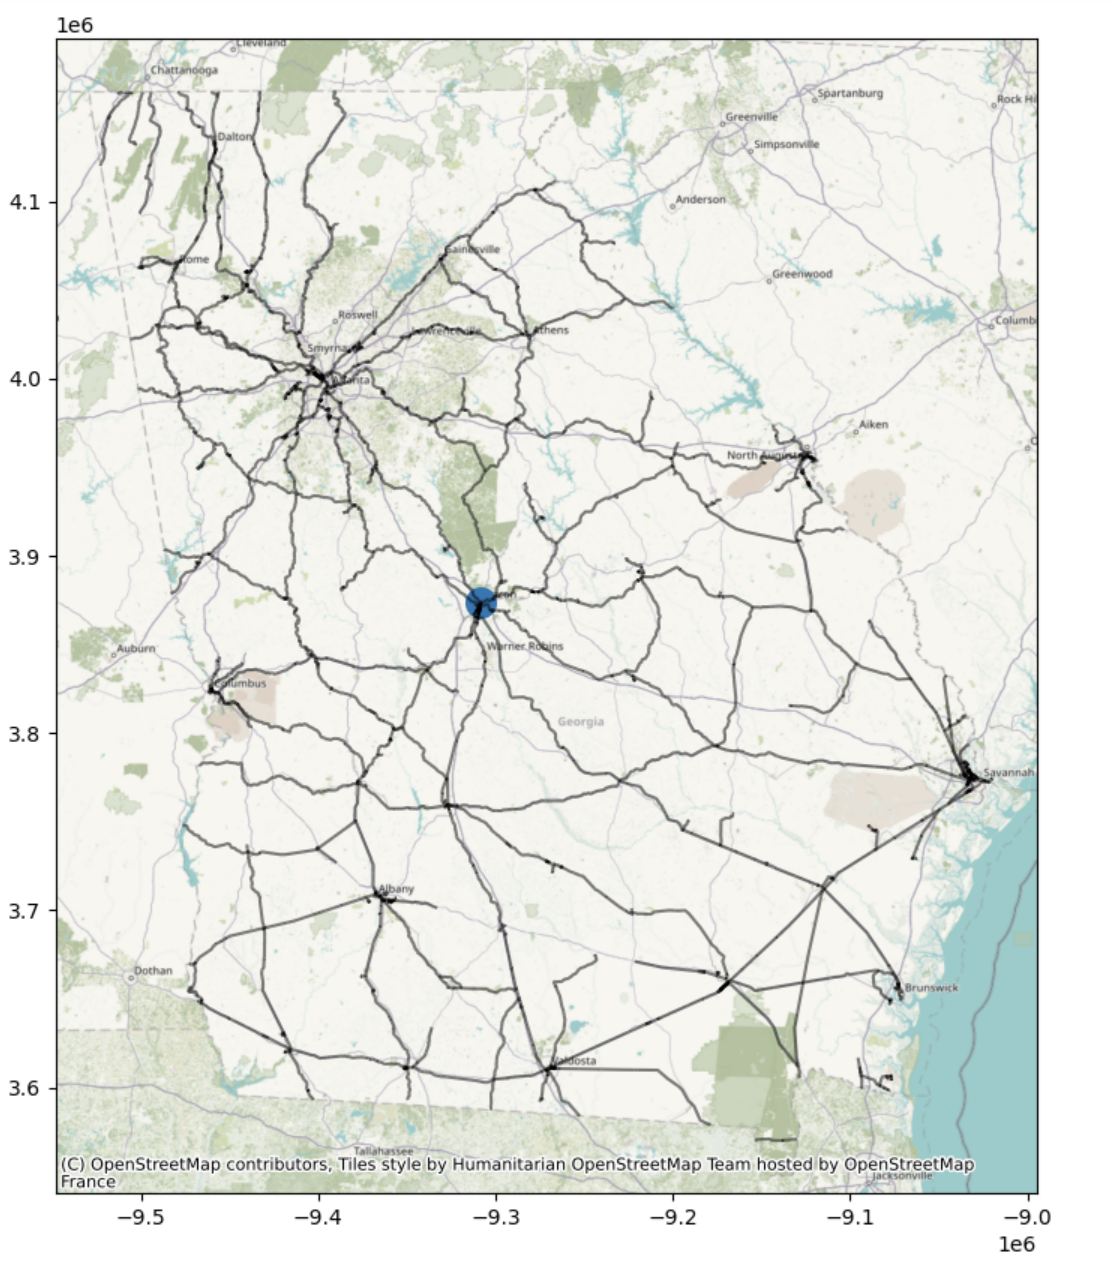 1e6
Cleveland
Chattanooga
Spartanburg
Rock Hi
Greenville
Dalton
Simpsonville
4.1
Anderson
Gainesville
Rome
Greenwood
Roswell
Columb
Lawrenceville
Athens
Smyrna
4.0
Atlanta
Aiken
North Augusta
3.9
Warner Robins
Auburn
Columbus
Georgia
3.8
Savannah
Albany
3.7
Dothan
Brunswick
Valdosta
3.6
Tallahassee
(C) OpenStreetMap contributors, Tiles style by Humanitarian OpenStreetMap Team hosted by OpenStreetMap
France
Jacksonville
−9.5
−9.4
−9.3
−9.2
−9.1
−9.0
1e6